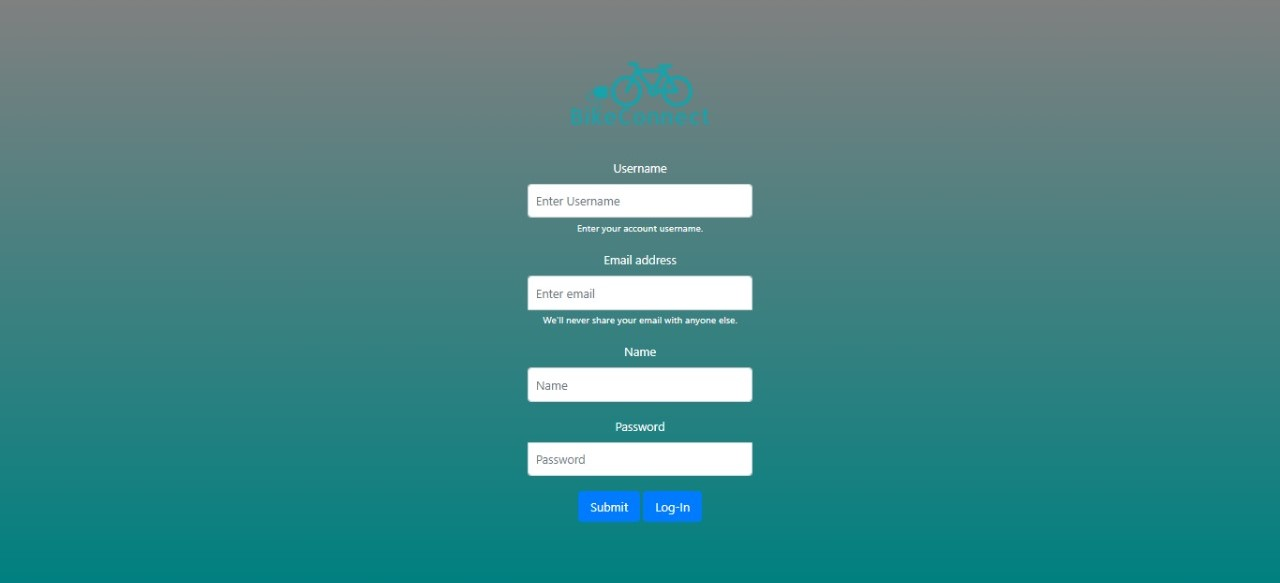 BikeConnect
Username
Enter Username
Enter your account username.
Email address
Enter email
We'll never share your email with anyone else.
Name
Name
Password
Password
Submit Log-In